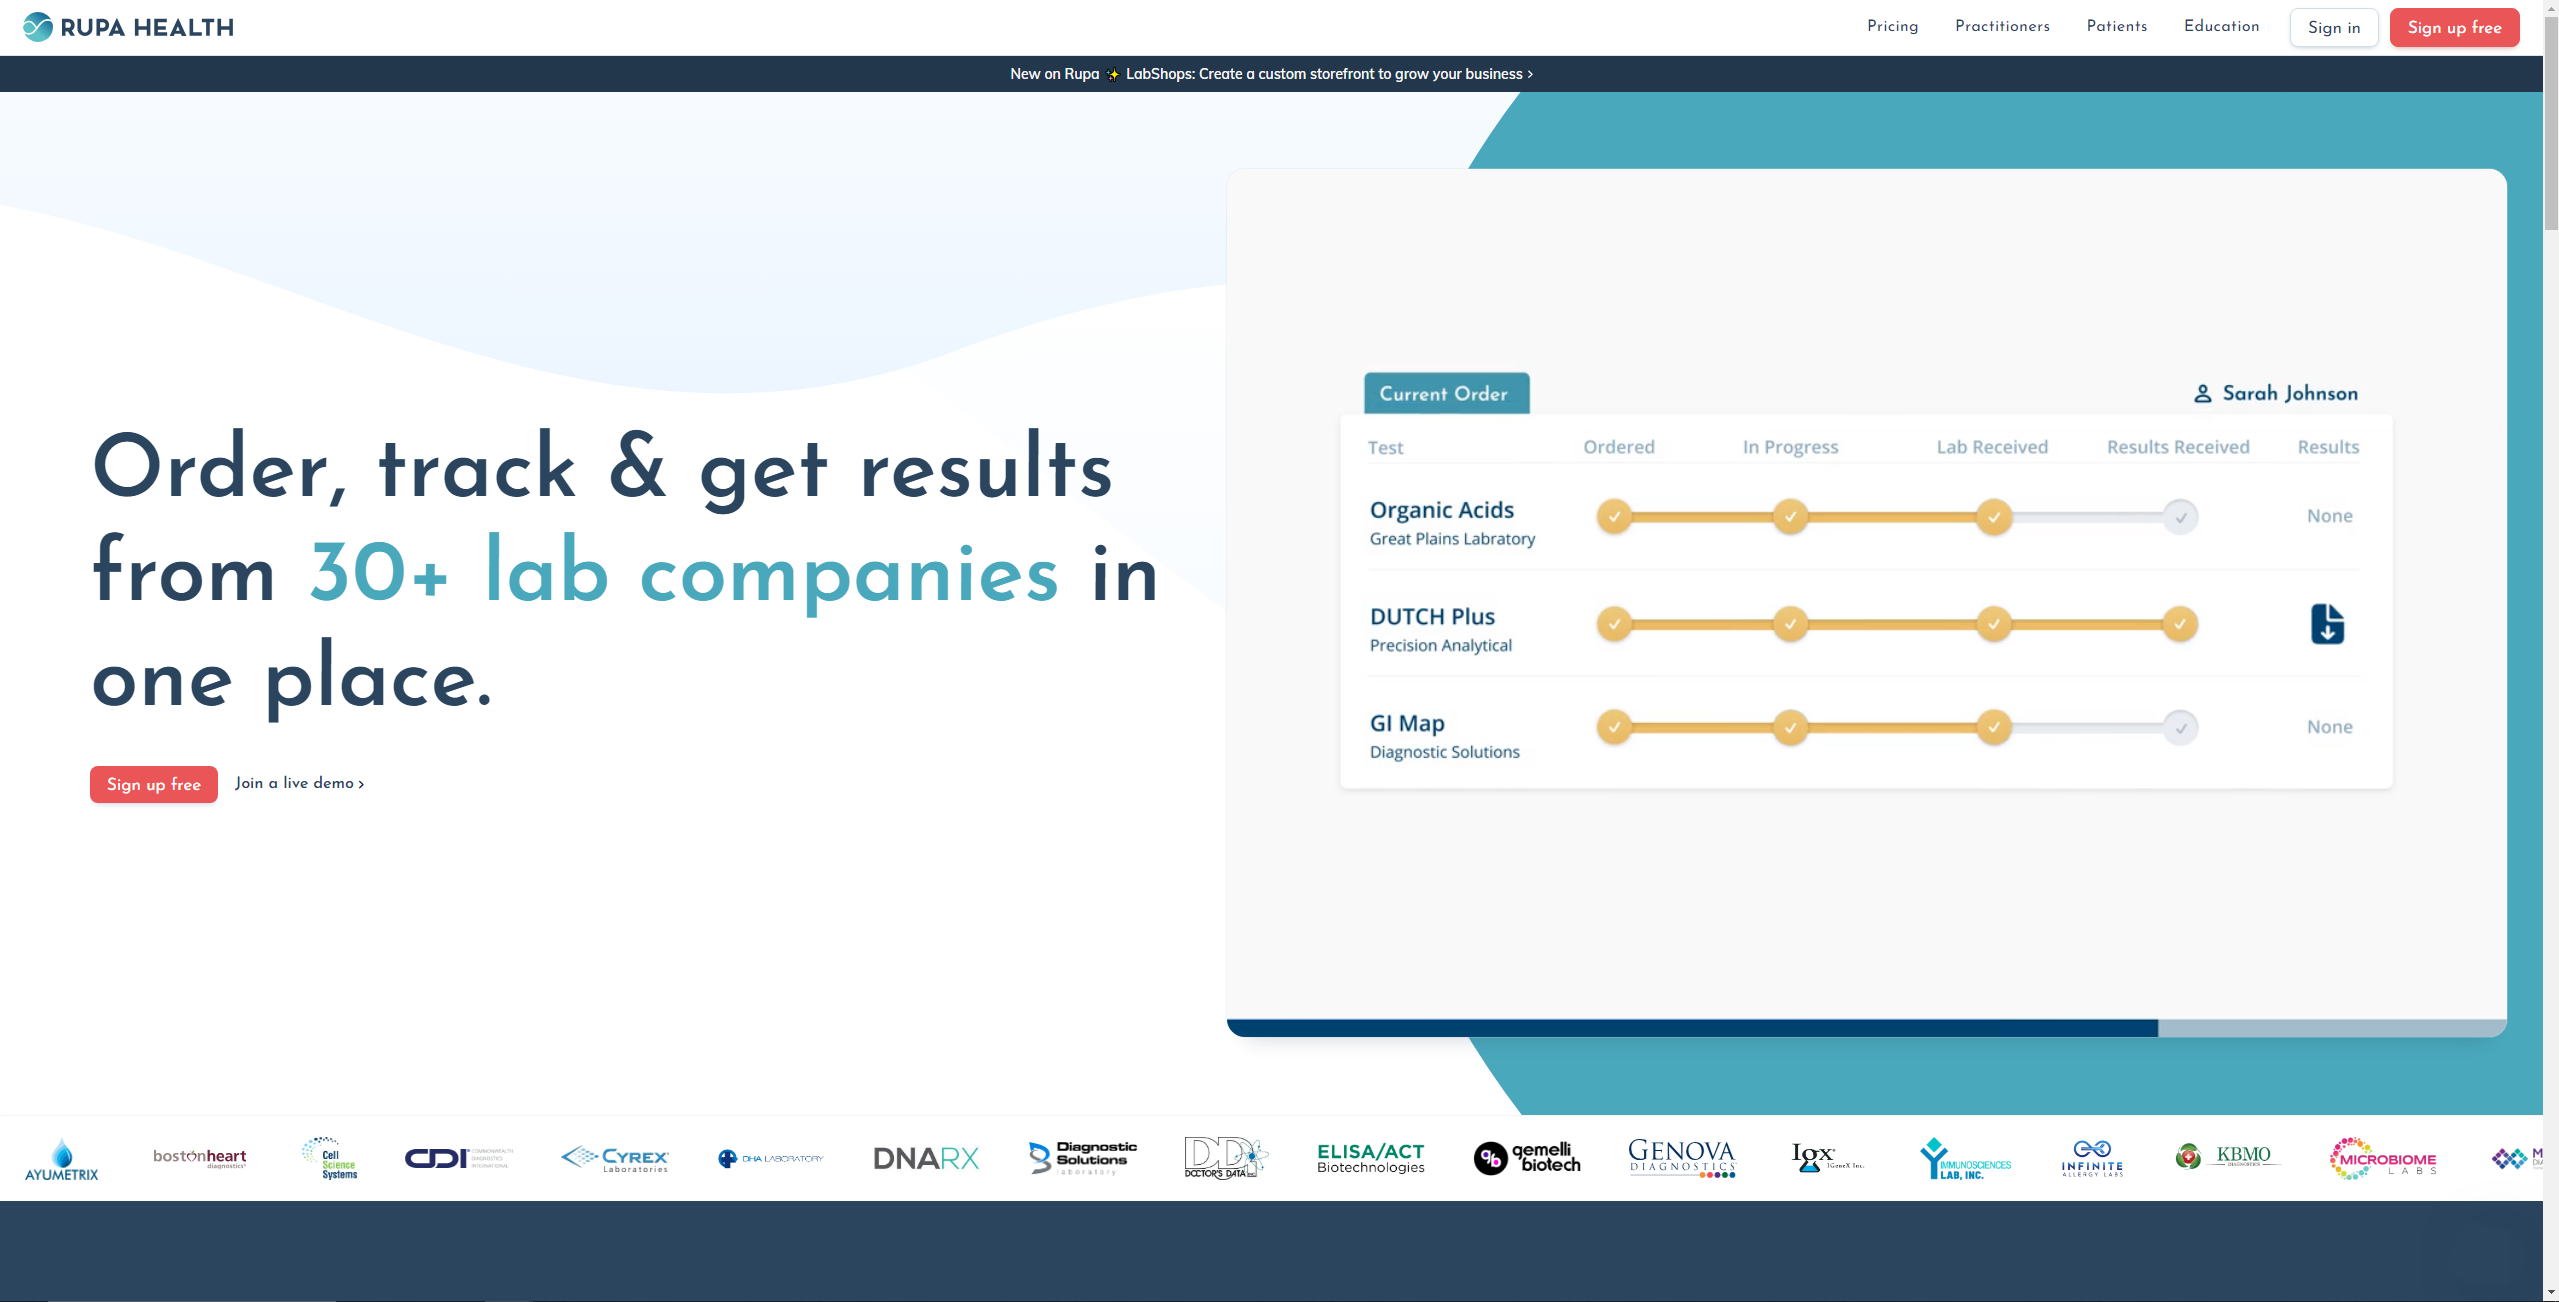 RUPA HEALTH
Pricing
Practitioners
Patients
Education
Sign in
Sign up free
New on Rupa ✨ LabShops: Create a custom storefront to grow your business ›
Order, track & get results
from 30+ lab companies in
one place.
Sign up free
Join a live demo ›
Current Order
Sarah Johnson
Test
Ordered
In Progress
Lab Received
Results Received
Results
Organic Acids
Great Plains Labratory
None
DUTCH Plus
Precision Analytical
GI Map
Diagnostic Solutions
None
AYUMETRIX
bostonheart
diagnostics
Cell
Science
Systems
CDI
COMMONWEALTH
DIAGNOSTICS
INTERNATIONAL
CYREX
Laboratories
DHA LABORATORY
DNARX
Diagnostic
Solutions
laboratory
DD
DOCTOR'S DATA
ELISA/ACT
Biotechnologies
gemelli
biotech
GENOVA
DIAGNOSTICS
IGX
IGeneX Inc.
IMMUNOSCIENCES
LAB, INC.
INFINITE
ALLERGY LABS
KBMO
DIAGNOSTICS
MICROBIOME
LABS